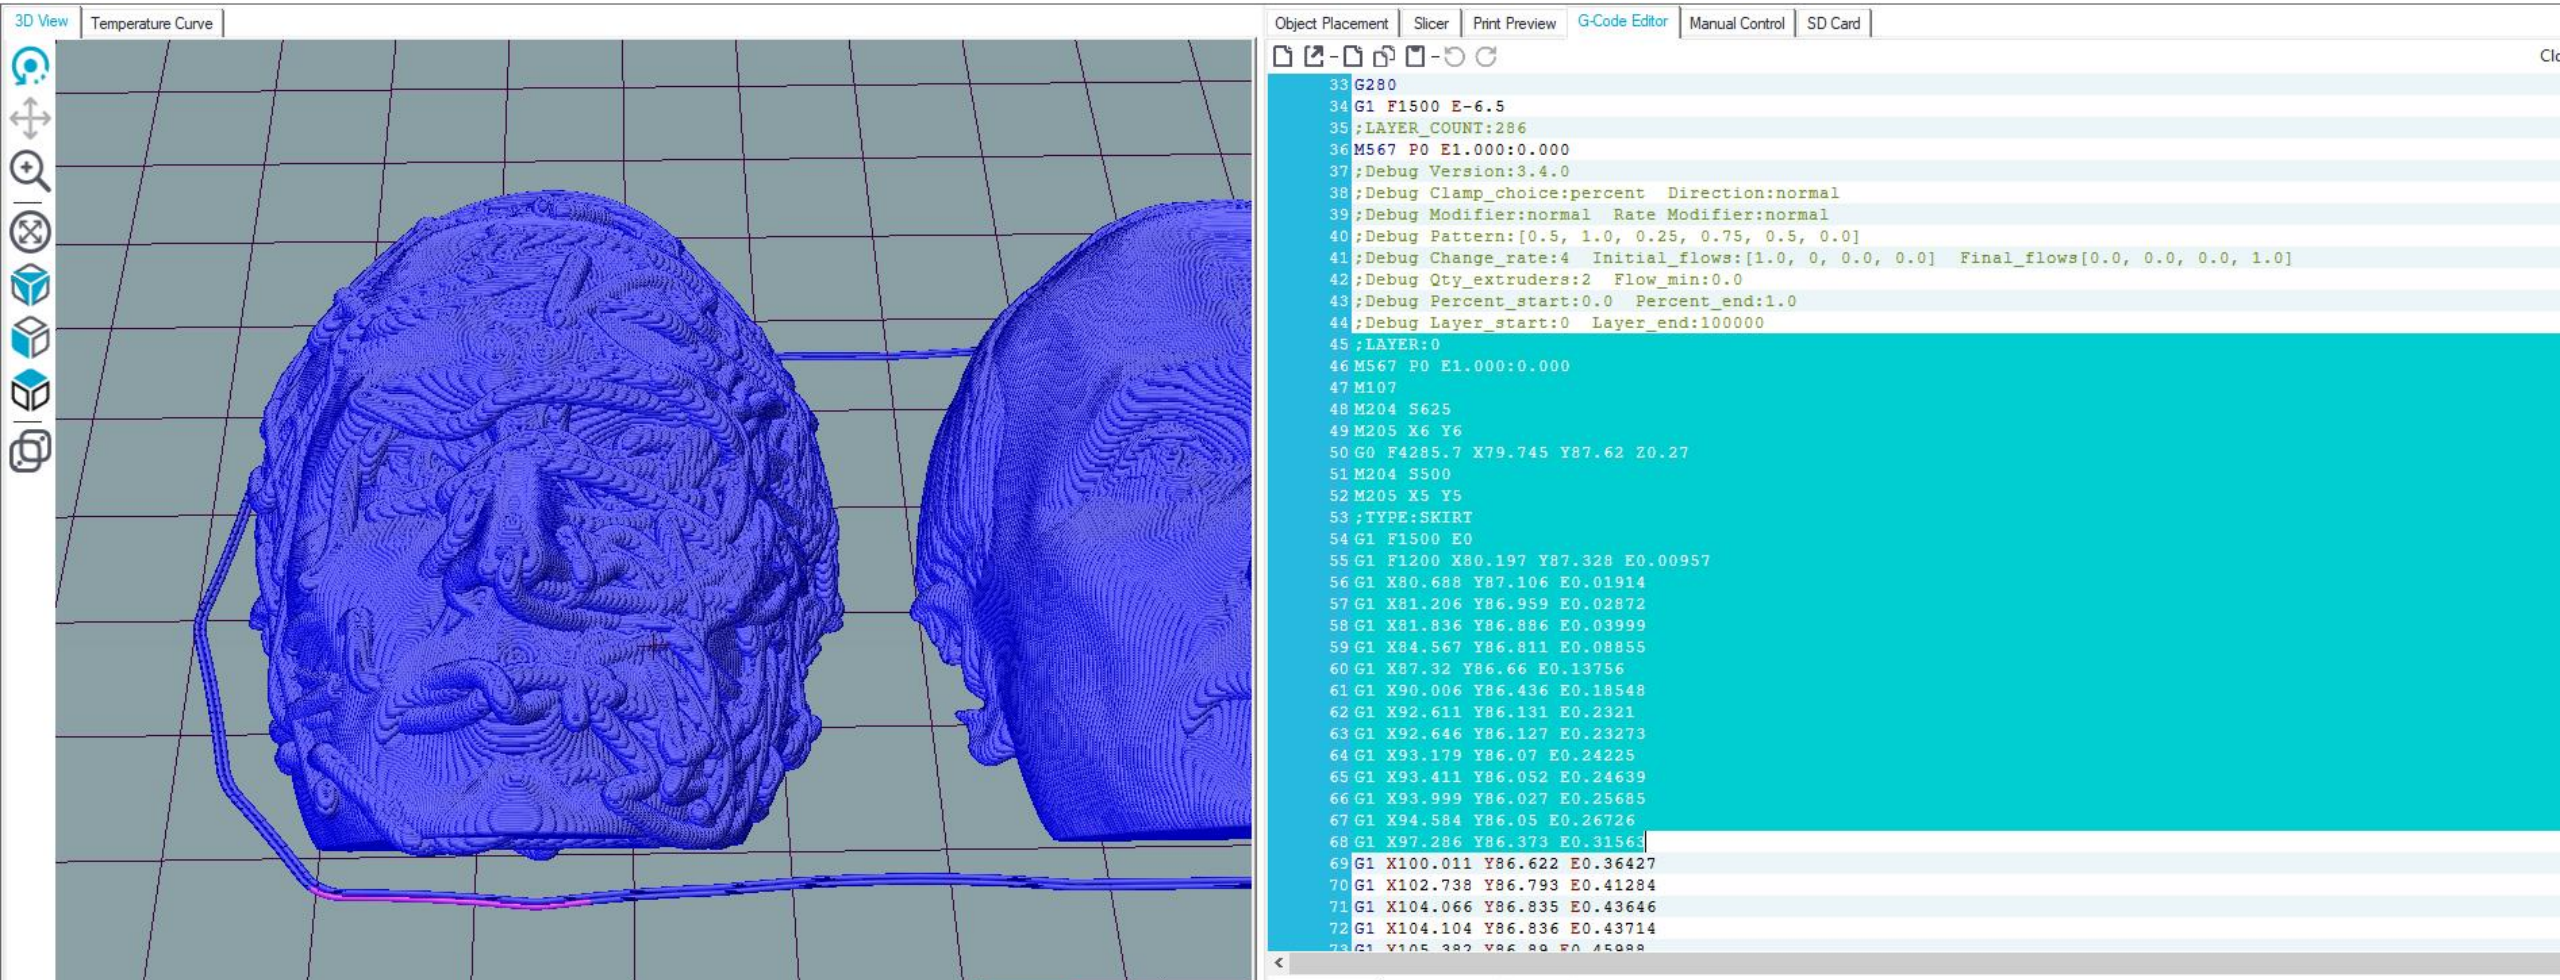 3D View
Temperature Curve
Object Placement
Slicer
Print Preview
G-Code Editor
Manual Control
SD Card
33 G280
34 G1 F1500 E-6.5
35 ;LAYER_COUNT:286
36 M567 P0 E1.000:0.000
37 ;Debug Version:3.4.0
38 ;Debug Clamp_choice:percent  Direction:normal
39 ;Debug Modifier:normal  Rate Modifier:normal
40 ;Debug Pattern:[0.5, 1.0, 0.25, 0.75, 0.5, 0.0]
41 ;Debug Change_rate:4  Initial_flows:[1.0, 0, 0.0, 0.0]  Final_flows[0.0, 0.0, 0.0, 1.0]
42 ;Debug Qty_extruders:2  Flow_min:0.0
43 ;Debug Percent_start:0.0  Percent_end:1.0
44 ;Debug Layer_start:0  Layer_end:100000
45 ;LAYER:0
46 M567 P0 E1.000:0.000
47 M107
48 M204 S625
49 M205 X6 Y6
50 G0 F4285.7 X79.745 Y87.62 Z0.27
51 M204 S500
52 M205 X5 Y5
53 ;TYPE:SKIRT
54 G1 F1500 E0
55 G1 F1200 X80.197 Y87.328 E0.00957
56 G1 X80.688 Y87.106 E0.01914
57 G1 X81.206 Y86.959 E0.02872
58 G1 X81.836 Y86.886 E0.03999
59 G1 X84.567 Y86.811 E0.08855
60 G1 X87.32 Y86.66 E0.13756
61 G1 X90.006 Y86.436 E0.18548
62 G1 X92.611 Y86.131 E0.2321
63 G1 X92.646 Y86.127 E0.23273
64 G1 X93.179 Y86.07 E0.24225
65 G1 X93.411 Y86.052 E0.24639
66 G1 X93.999 Y86.027 E0.25685
67 G1 X94.584 Y86.05 E0.26726
68 G1 X97.286 Y86.373 E0.31563
69 G1 X100.011 Y86.622 E0.36427
70 G1 X102.738 Y86.793 E0.41284
71 G1 X104.066 Y86.835 E0.43646
72 G1 X104.104 Y86.836 E0.43714
73 G1 X105.382 Y86.89 E0.45988